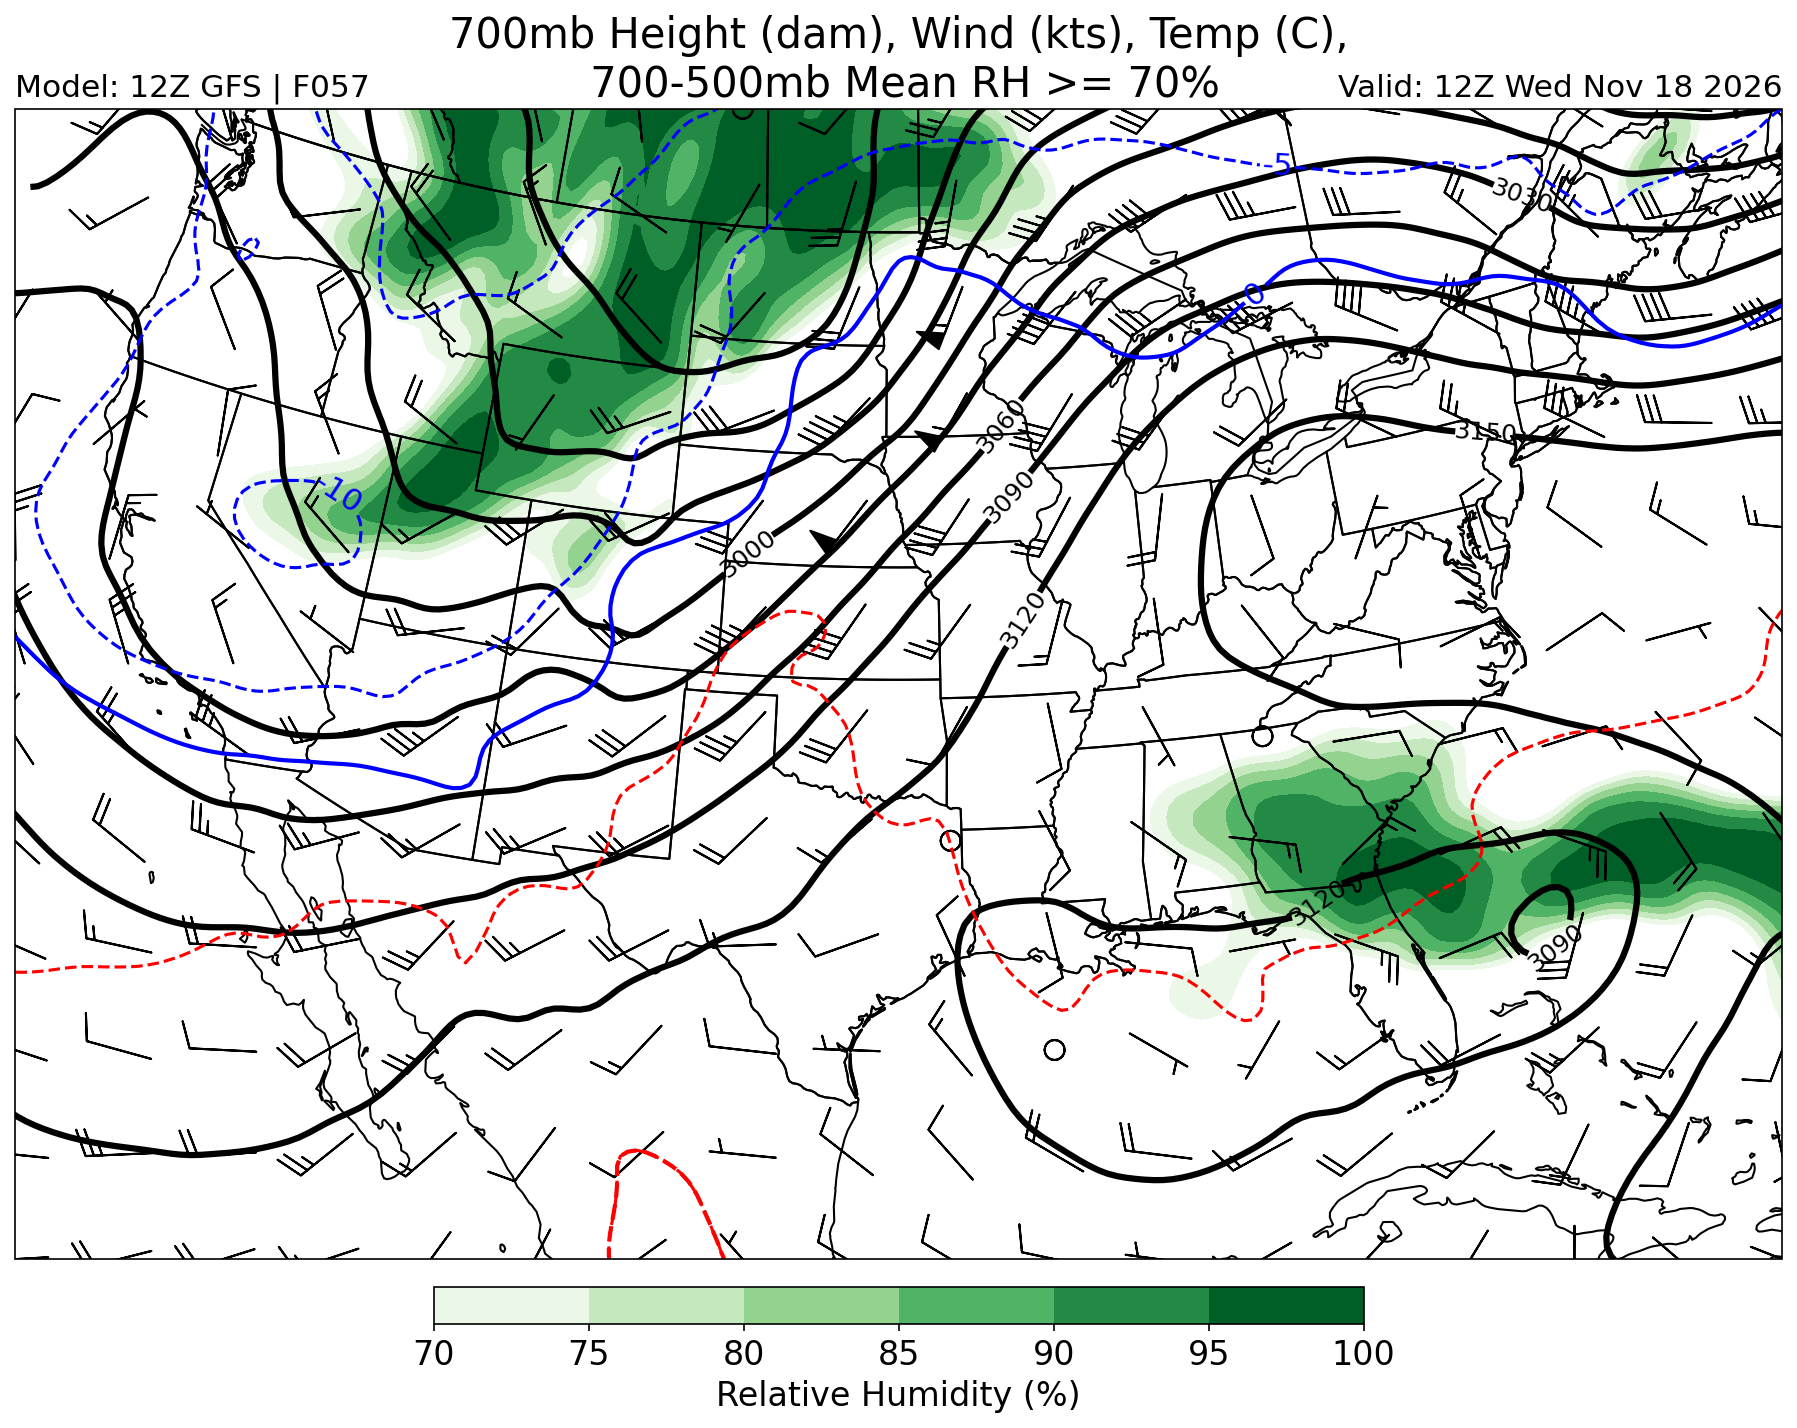 700mb Height (dam), Wind (kts), Temp (C),
Model: 12Z GFS | F057
700-500mb Mean RH >= 70%
Valid: 12Z Wed Nov 18 2026
-5
3030
0
3060
3150
-10
3090
3000
3120
3120
3090
70 75 80 85 90 95 100
Relative Humidity (%)